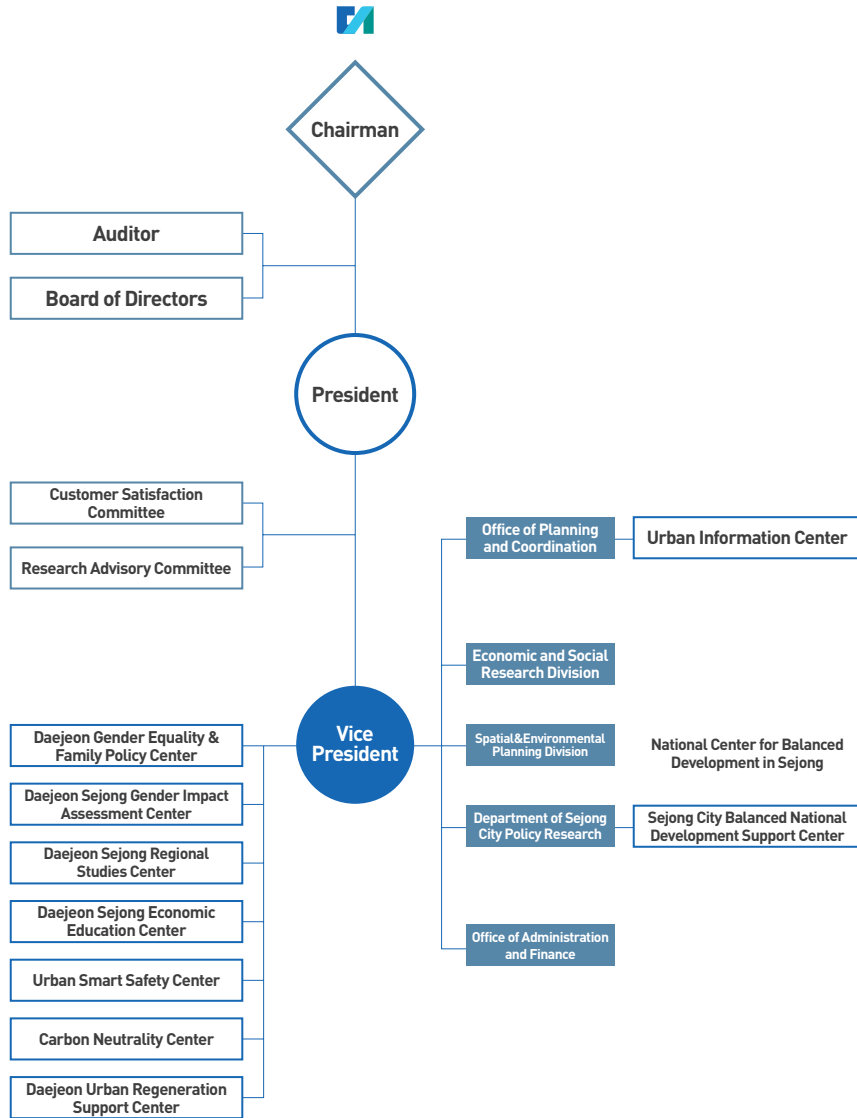 Chairman
Auditor
Board of Directors
President
Customer Satisfaction
Committee
Research Advisory Committee
Office of Planning
and Coordination
Urban Information Center
Economic and Social
Research Division
Vice
President
Spatial&Environmental
Planning Division
National Center for Balanced
Development in Sejong
Department of Sejong
City Policy Research
Sejong City Balanced National
Development Support Center
Office of Administration
and Finance
Daejeon Gender Equality &
Family Policy Center
Daejeon Sejong Gender Impact
Assessment Center
Daejeon Sejong Regional
Studies Center
Daejeon Sejong Economic
Education Center
Urban Smart Safety Center
Carbon Neutrality Center
Daejeon Urban Regeneration
Support Center